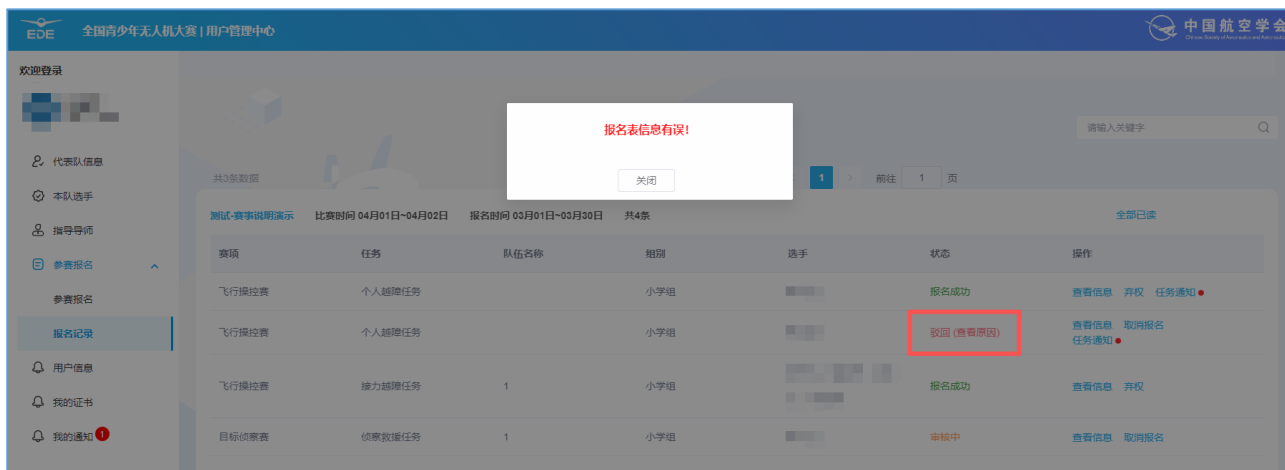 EDE 全国青少年无人机大赛 | 用户管理中心 中国航空学会
欢迎登录
报名表信息有误!
请输入关键字
代表队信息
共3条数据 关闭 1 > 前往 1 页
本队选手
测试-赛事说明演示 比赛时间 04月01日~04月02日 报名时间 03月01日~03月30日 共4条 全部已读
指导导师
赛项 任务 队伍名称 组别 选手 状态 操作
参赛报名
飞行操控赛 个人越障任务 小学组 报名成功 查看信息 弃权 任务通知
参赛报名
报名记录
飞行操控赛 个人越障任务 小学组 驳回 (查看原因) 查看信息 取消报名
任务通知
用户信息
飞行操控赛 接力越障任务 1 小学组 报名成功 查看信息 弃权
我的证书
我的通知 1
目标侦察赛 侦察救援任务 1 小学组 审核中 查看信息 取消报名